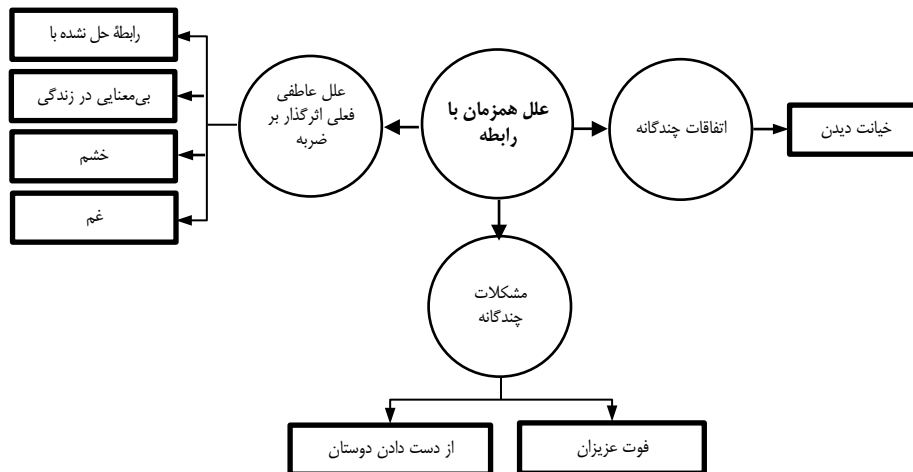 علل همزمان با
رابطه
اتفاقات چندگانه
خیانت دیدن
علل عاطفی
فعلی اثرگذار بر
ضربه
رابطۀ حل نشده با
بی‌معنایی در زندگی
خشم
غم
مشکلات
چندگانه
فوت عزیزان
از دست دادن دوستان